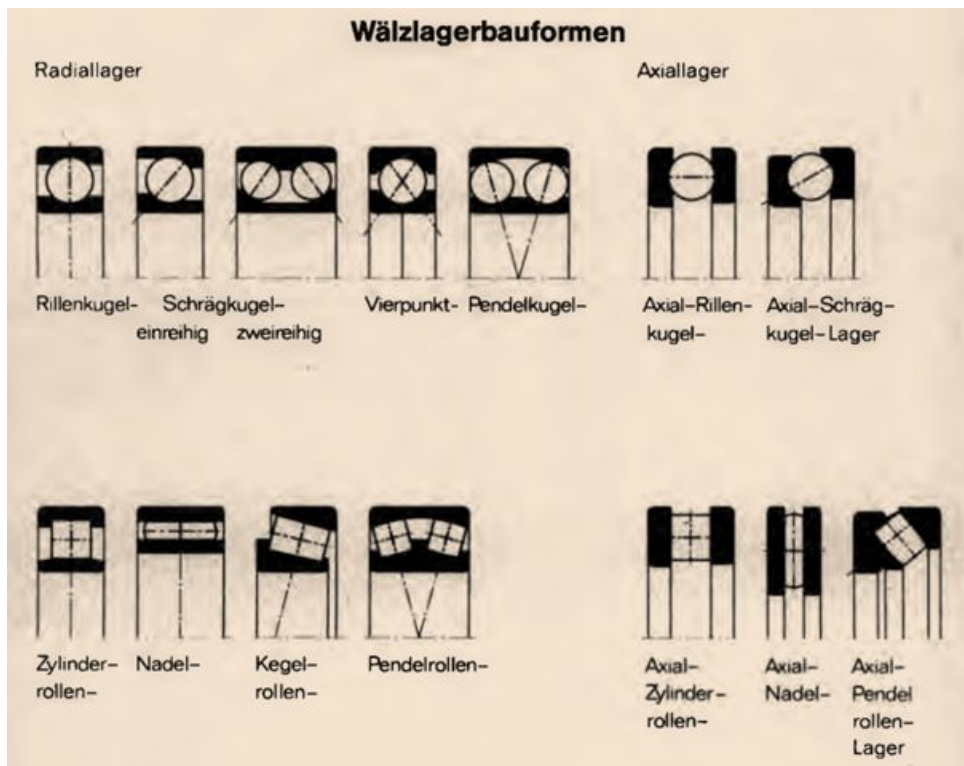 Wälzlagerbauformen
Radiallager
Axiallager
Rillenkugel-
Schrägkugel-
einreihig
zweireihig
Vierpunkt-
Pendelkugel-
Axial-Rillen-
kugel-
Axial-Schräg-
kugel-Lager
Zylinder-
rollen-
Nadel-
Kegel-
rollen-
Pendelrollen-
Axial-
Zylinder-
rollen-
Axial-
Nadel-
Axial-
Pendel
rollen-
Lager